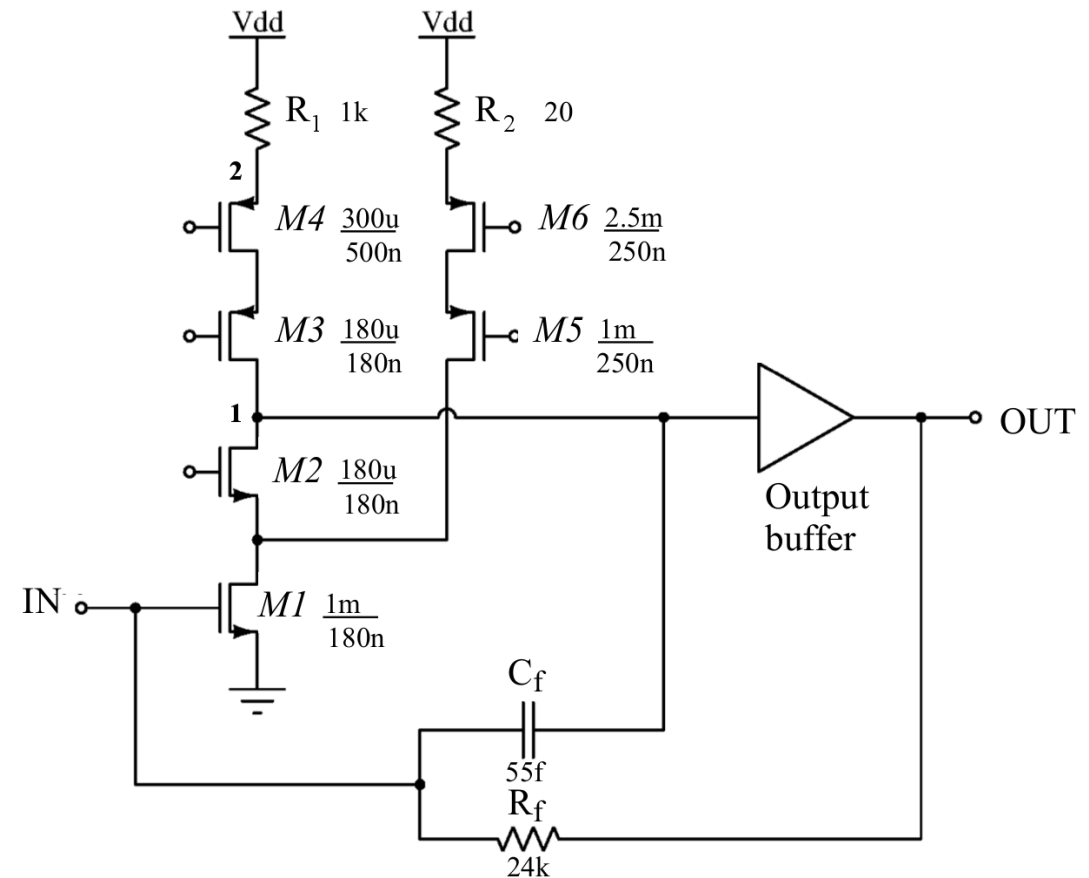 Vdd Vdd
R1 1k R2 20
2
M4 300u M6 2.5m
500n 250n
M3 180u M5 1m
180n 250n
1
OUT
M2 180u
180n
Output
buffer
IN M1 1m
180n
Cf
55f
Rf
24k